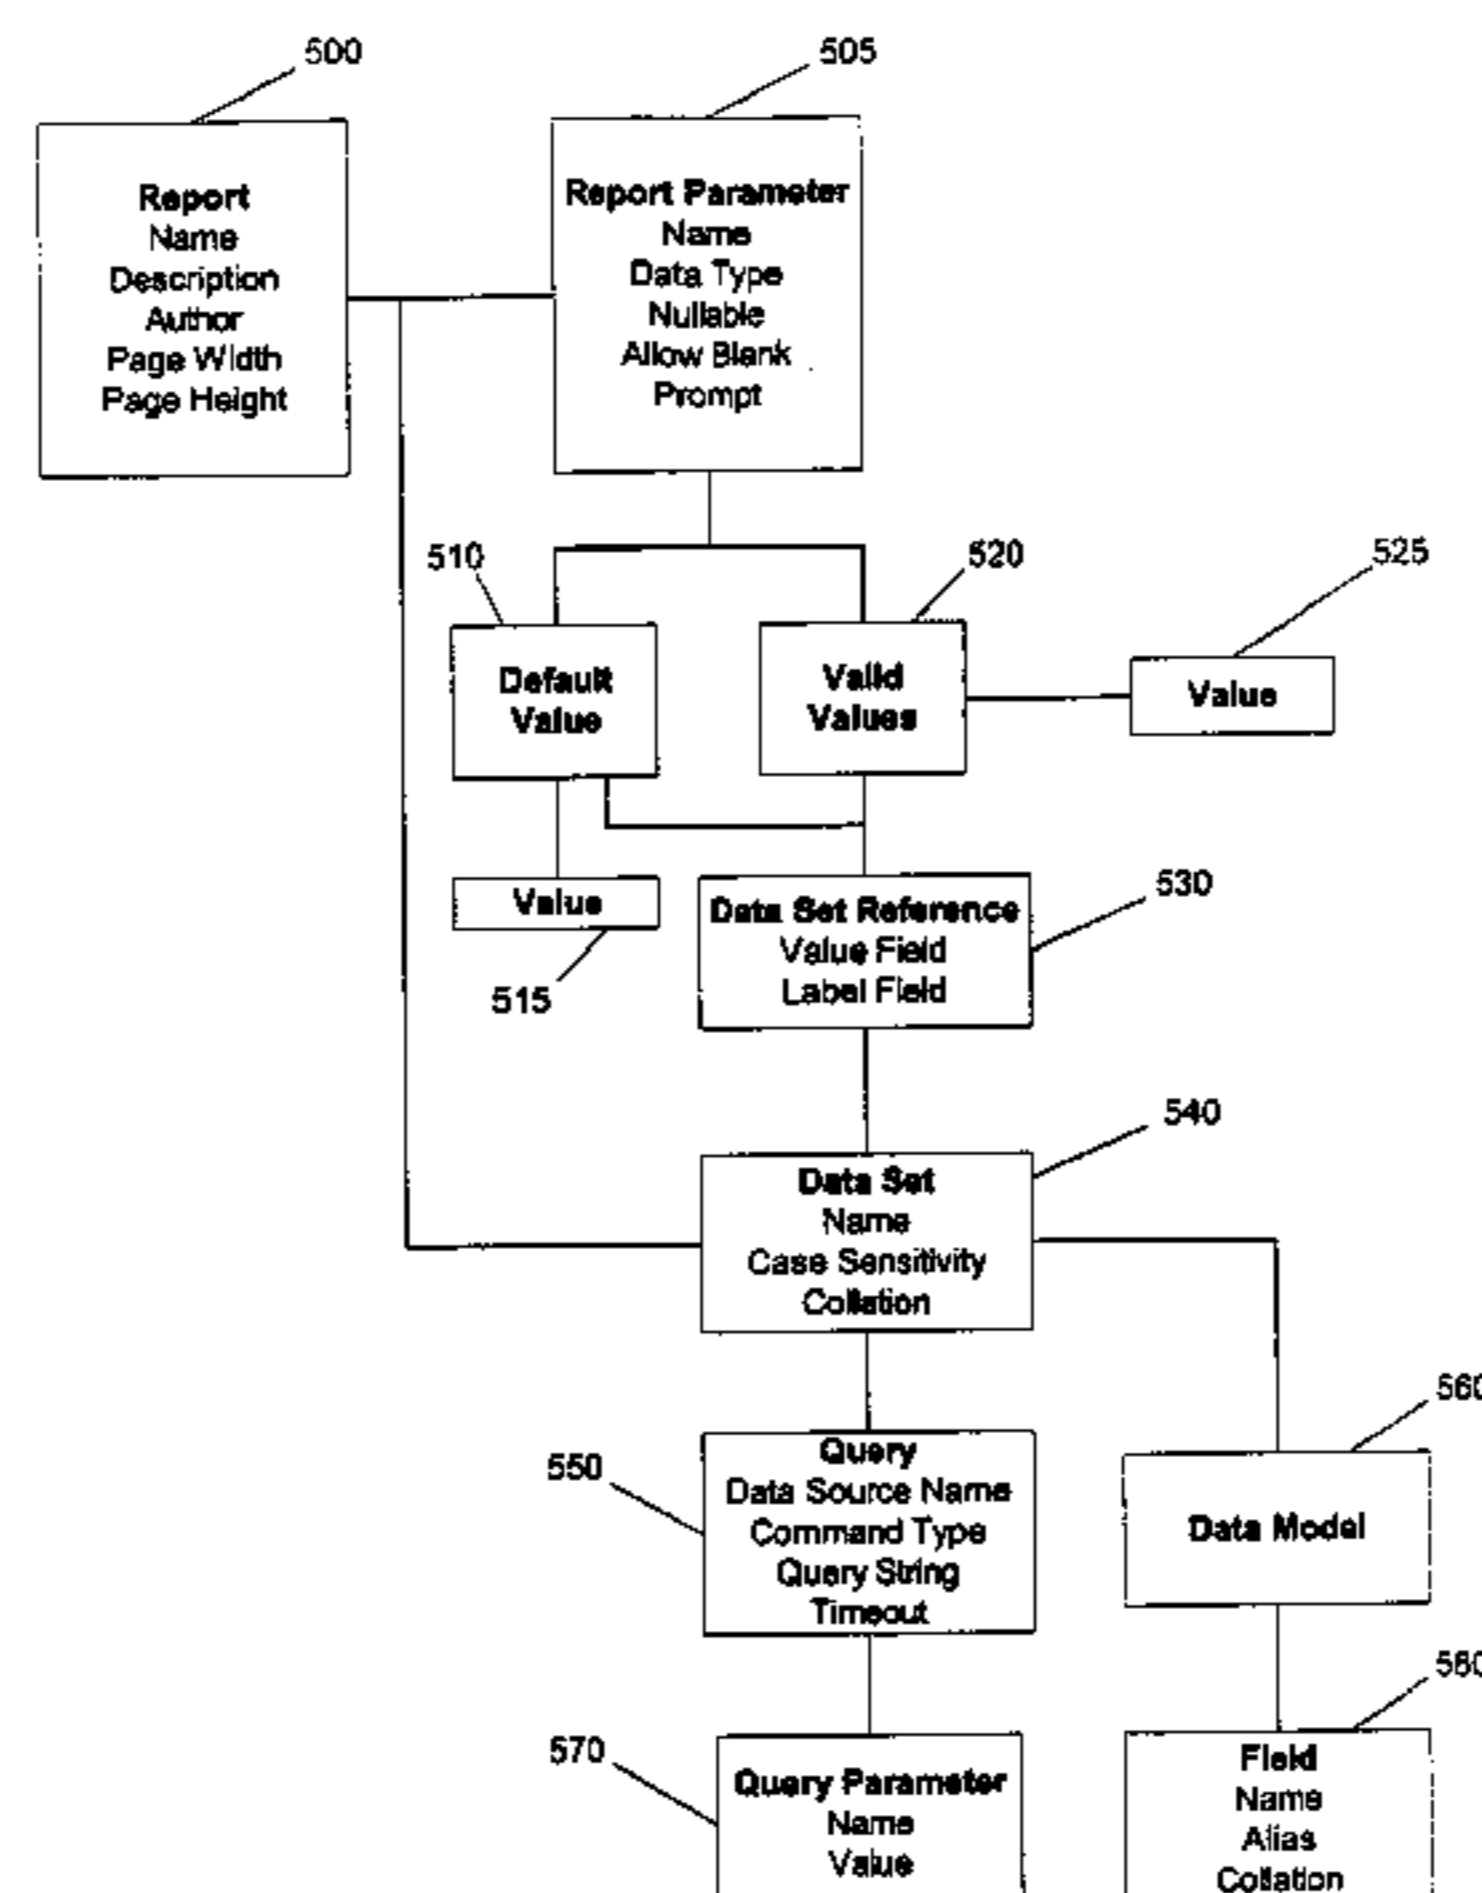 500
505
Report
Name
Description
Author
Page Width
Page Height
Report Parameter
Name
Data Type
Nullable
Allow Blank
Prompt
510
520
525
Default
Value
Valid
Values
Value
Value
515
Data Set Reference
Value Field
Label Field
530
540
Data Set
Name
Case Sensitivity
Collation
550
Query
Data Source Name
Command Type
Query String
Timeout
560
Data Model
570
Query Parameter
Name
Value
580
Field
Name
Alias
Collation